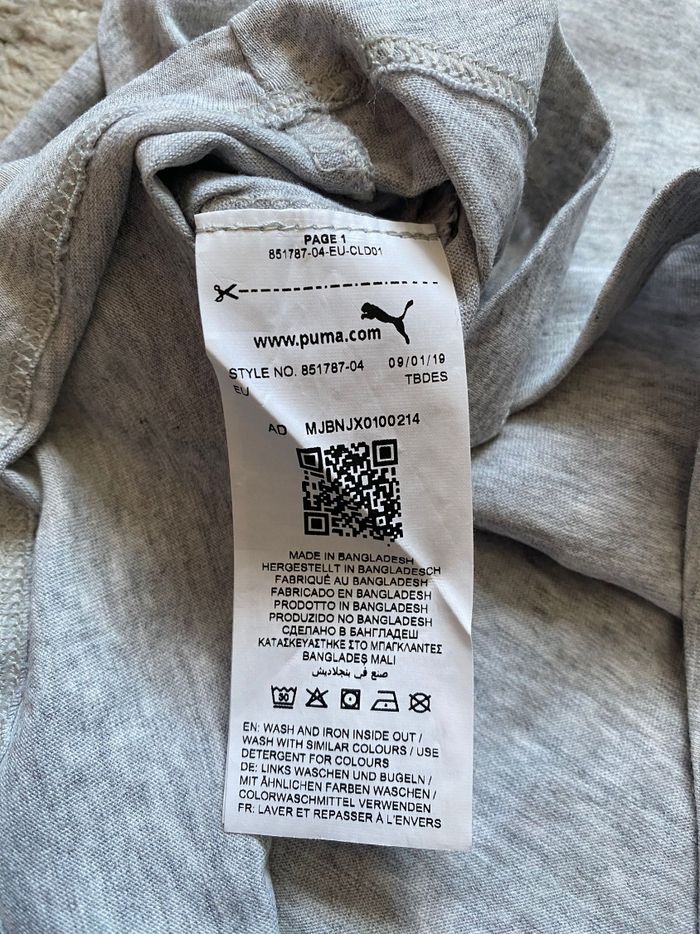 PAGE 1
851787-04-EU-CLD01
www.puma.com
STYLE NO. 851787-04 09/01/19
EU TBDES
AD MJBNJX0100214
MADE IN BANGLADESH
HERGESTELLT IN BANGLADESCH
FABRIQUÉ AU BANGLADESH
FABRICADO EN BANGLADESH
PRODOTTO IN BANGLADESH
PRODUZIDO NO BANGLADESH
СДЕЛАНО В БАНГЛАДЕШ
ΚΑΤΑΣΚΕΥΑΣΤΗΚΕ ΣΤΟ ΜΠΑΓΚΛΑΝΤΕΣ
BANGLADEŞ MALI
صنع في بنجلاديش
30
EN: WASH AND IRON INSIDE OUT /
WASH WITH SIMILAR COLOURS / USE
DETERGENT FOR COLOURS
DE: LINKS WASCHEN UND BUGELN /
MIT ÄHNLICHEN FARBEN WASCHEN /
COLORWASCHMITTEL VERWENDEN
FR: LAVER ET REPASSER À L'ENVERS